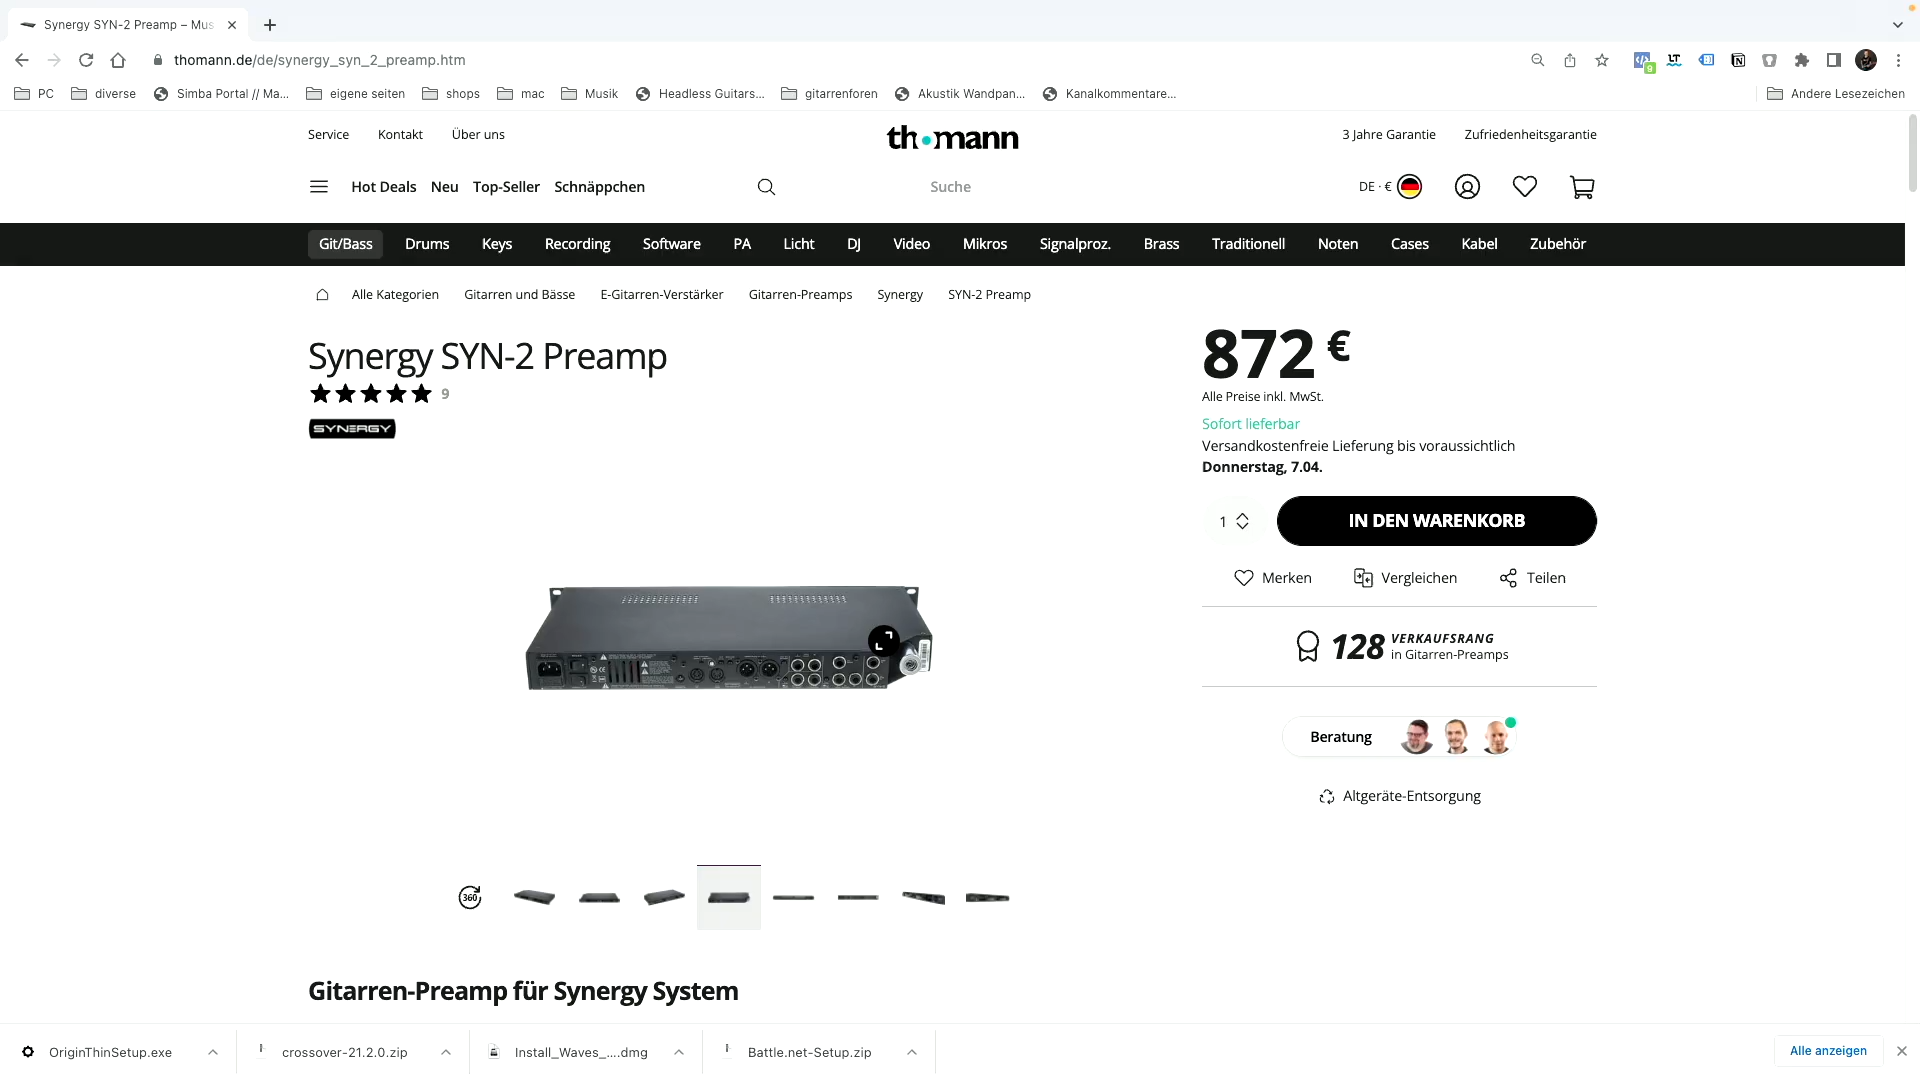 Synergy SYN-2 Preamp – Mus
thomann.de/de/synergy_syn_2_preamp.htm
PC
diverse
Simba Portal // Ma...
eigene seiten
shops
mac
Musik
Headless Guitars...
gitarrenforen
Akustik Wandpan...
Kanalkommentare...
Andere Lesezeichen
Service
Kontakt
Über uns
thomann
3 Jahre Garantie
Zufriedenheitsgarantie
Hot Deals
Neu
Top-Seller
Schnäppchen
Suche
DE · €
Git/Bass
Drums
Keys
Recording
Software
PA
Licht
DJ
Video
Mikros
Signalproz.
Brass
Traditionell
Noten
Cases
Kabel
Zubehör
Alle Kategorien
Gitarren und Bässe
E-Gitarren-Verstärker
Gitarren-Preamps
Synergy
SYN-2 Preamp
Synergy SYN-2 Preamp
9
SYNERGY
872 €
Alle Preise inkl. MwSt.
Sofort lieferbar
Versandkostenfreie Lieferung bis voraussichtlich
Donnerstag, 7.04.
1
IN DEN WARENKORB
Merken
Vergleichen
Teilen
128
VERKAUFSRANG
in Gitarren-Preamps
Beratung
Altgeräte-Entsorgung
360
Gitarren-Preamp für Synergy System
OriginThinSetup.exe
crossover-21.2.0.zip
Install_Waves_....dmg
Battle.net-Setup.zip
Alle anzeigen